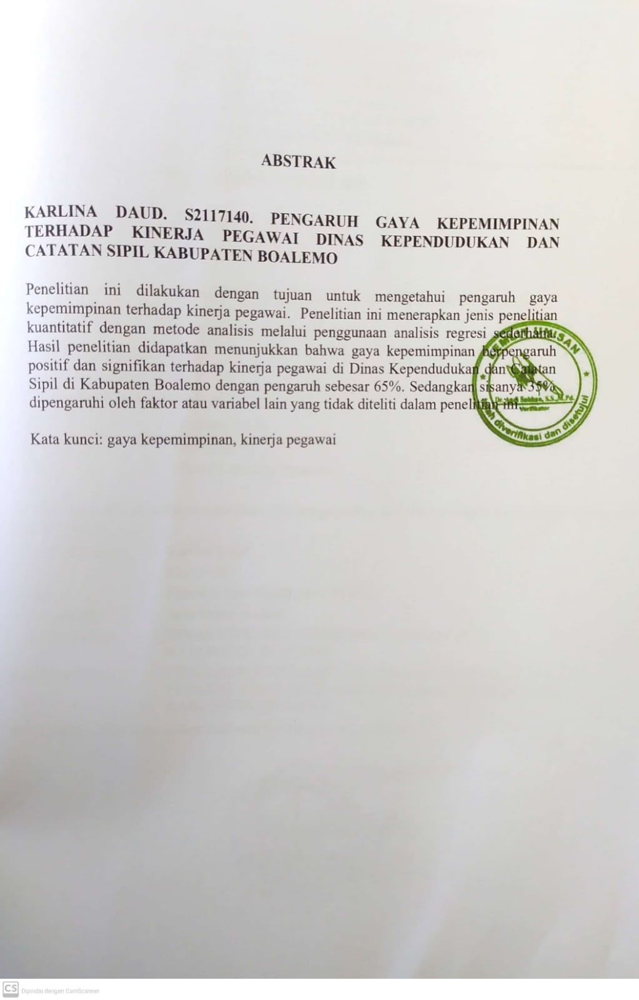 ABSTRAK
KARLINA DAUD. S2117140. PENGARUH GAYA KEPEMIMPINAN
TERHADAP KINERJA PEGAWAI DINAS KEPENDUDUKAN DAN
CATATAN SIPIL KABUPATEN BOALEMO
Penelitian ini dilakukan dengan tujuan untuk mengetahui pengaruh gaya
kepemimpinan terhadap kinerja pegawai. Penelitian ini menerapkan jenis penelitian
kuantitatif dengan metode analisis melalui penggunaan analisis regresi sederhana.
Hasil penelitian didapatkan menunjukkan bahwa gaya kepemimpinan berpengaruh
positif dan signifikan terhadap kinerja pegawai di Dinas Kependudukan dan Catatan
Sipil di Kabupaten Boalemo dengan pengaruh sebesar 65%. Sedangkan sisanya 35%
dipengaruhi oleh faktor atau variabel lain yang tidak diteliti dalam penelitian ini.
Kata kunci: gaya kepemimpinan, kinerja pegawai
Verifikator
diverifikasi dan disetujui
CS Dipindai dengan CamScanner